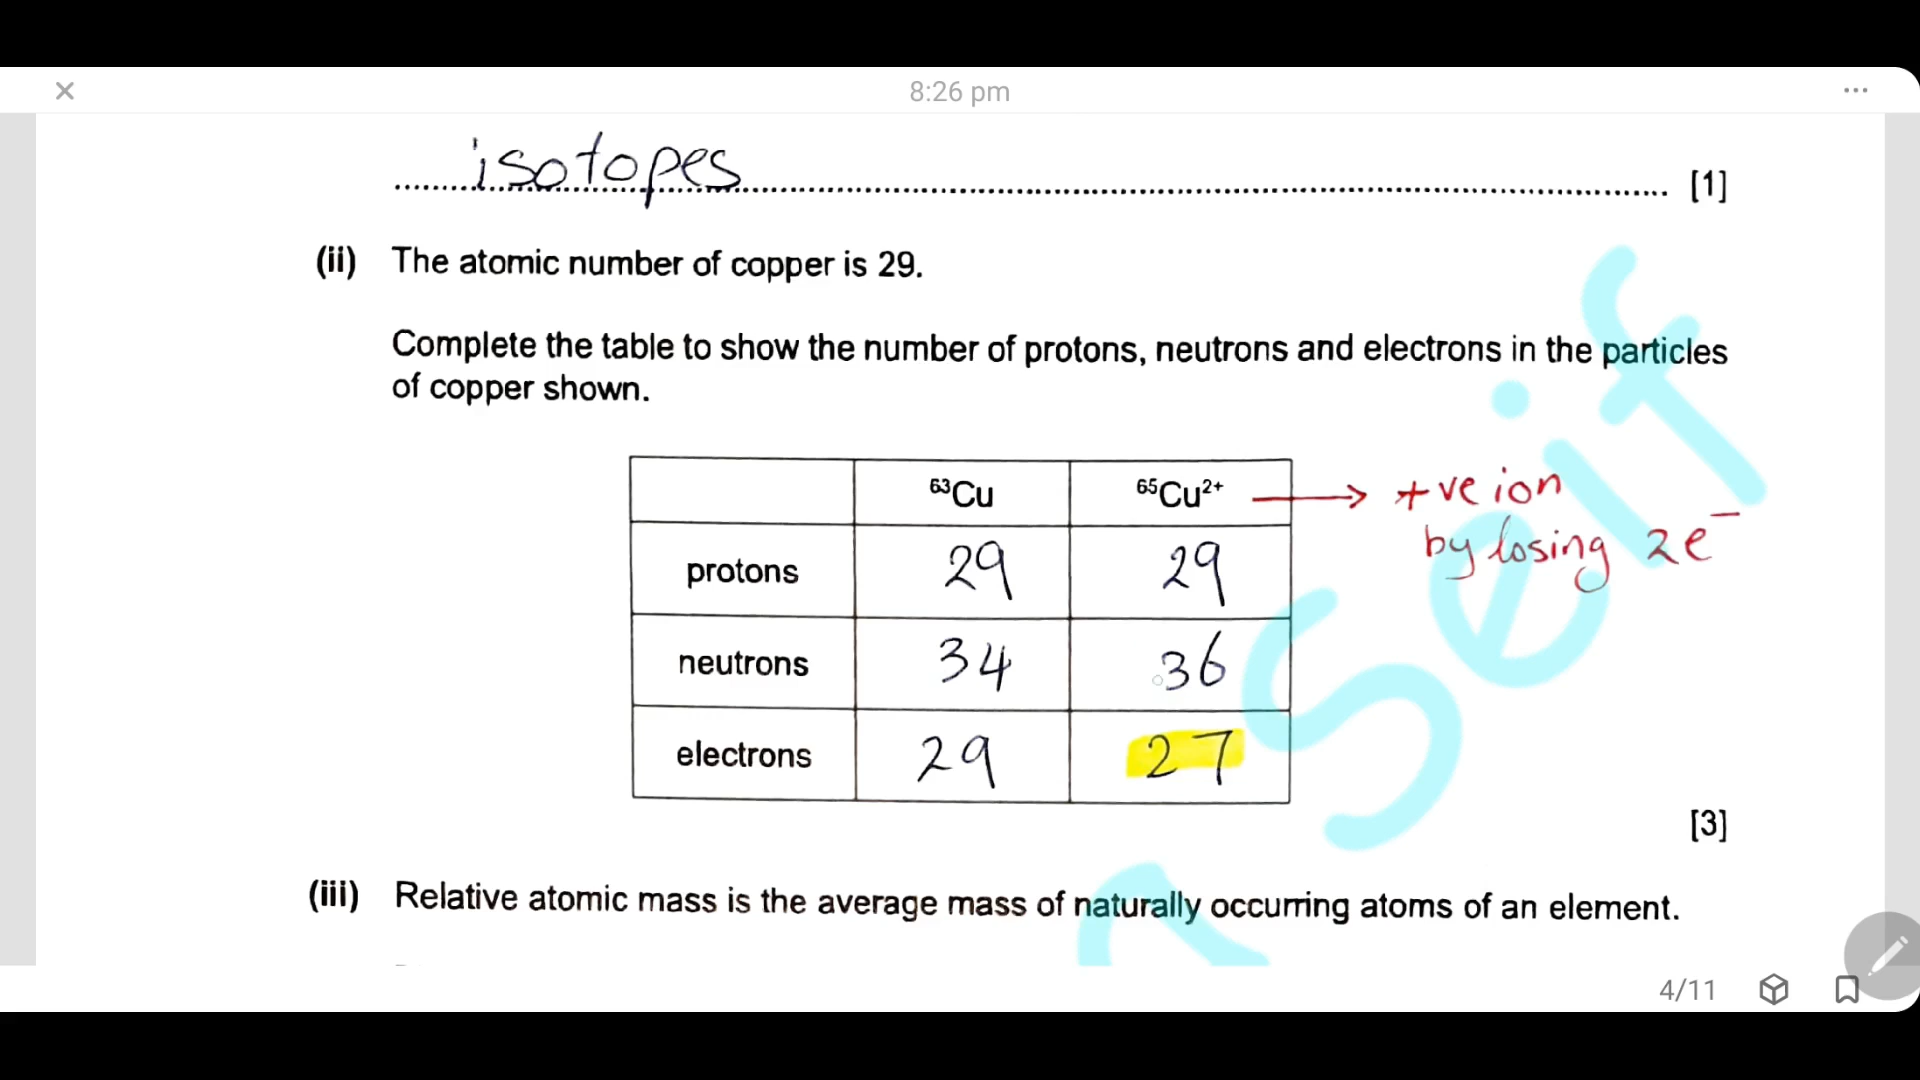 8:26 pm
isotopes
[1]
(ii) The atomic number of copper is 29.
Complete the table to show the number of protons, neutrons and electrons in the particles
of copper shown.
⁶³Cu ⁶⁵Cu²⁺ → +ve ion
by losing 2e⁻
protons 29 29
neutrons 34 36
electrons 29 27
[3]
(iii) Relative atomic mass is the average mass of naturally occurring atoms of an element.
Seif
4/11